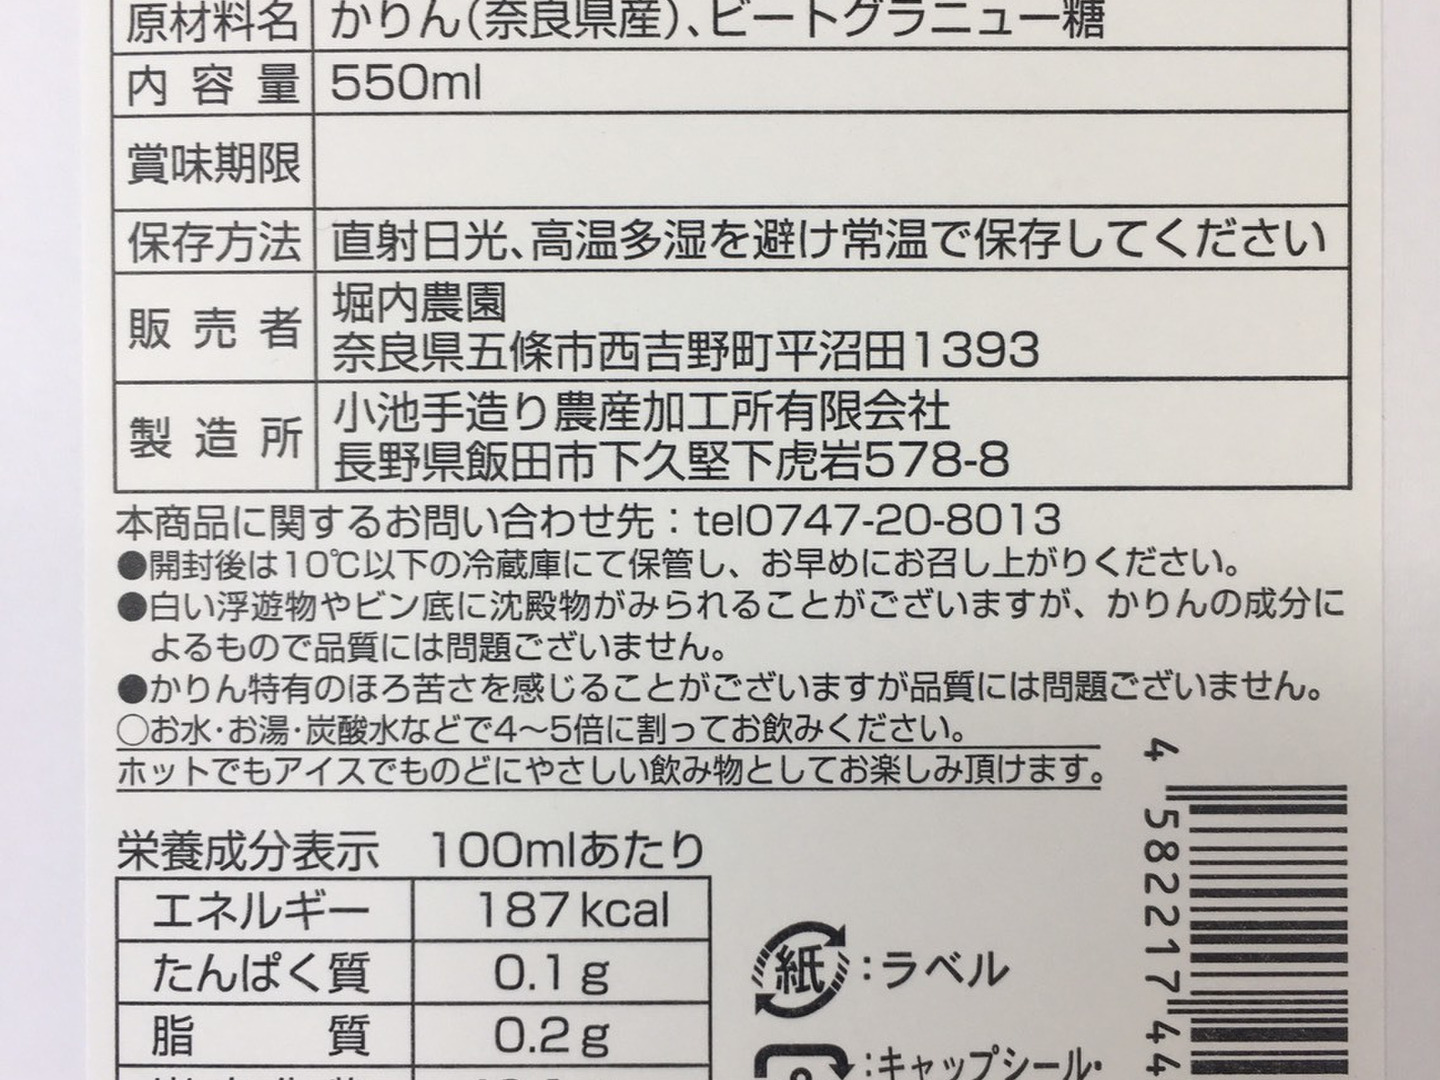 原材料名 かりん(奈良県産)、ビートグラニュー糖
内容量 550ml
賞味期限
保存方法 直射日光、高温多湿を避け常温で保存してください
販売者 堀内農園
奈良県五條市西吉野町平沼田1393
製造所 小池手造り農産加工所有限会社
長野県飯田市下久堅下虎岩578-8
本商品に関するお問い合わせ先：tel0747-20-8013
●開封後は10℃以下の冷蔵庫にて保管し、お早めにお召し上がりください。
●白い浮遊物やビン底に沈殿物がみられることがございますが、かりんの成分に
よるもので品質には問題ございません。
●かりん特有のほろ苦さを感じることがございますが品質には問題ございません。
○お水・お湯・炭酸水などで4〜5倍に割ってお飲みください。
ホットでもアイスでものどにやさしい飲み物としてお楽しみ頂けます。
栄養成分表示 100mlあたり
エネルギー 187kcal
たんぱく質 0.1g
脂質 0.2g
紙：ラベル
：キャップシール・
4 582217 44